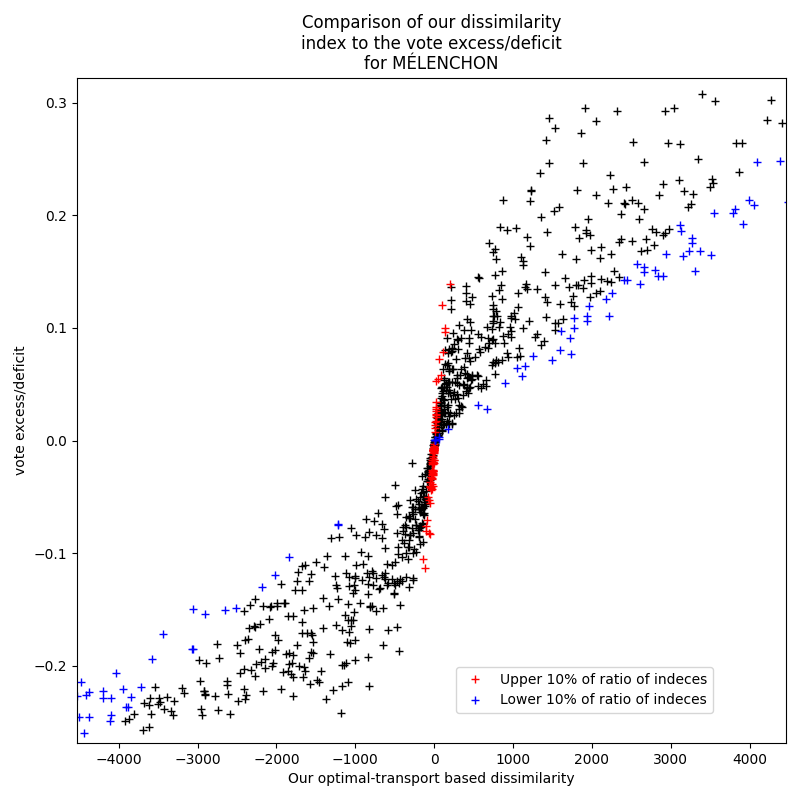 Comparison of our dissimilarity
index to the vote excess/deficit
for MÉLENCHON
vote excess/deficit
0.3
0.2
0.1
0.0
−0.1
−0.2
Upper 10% of ratio of indeces
Lower 10% of ratio of indeces
−4000 −3000 −2000 −1000 0 1000 2000 3000 4000
Our optimal-transport based dissimilarity